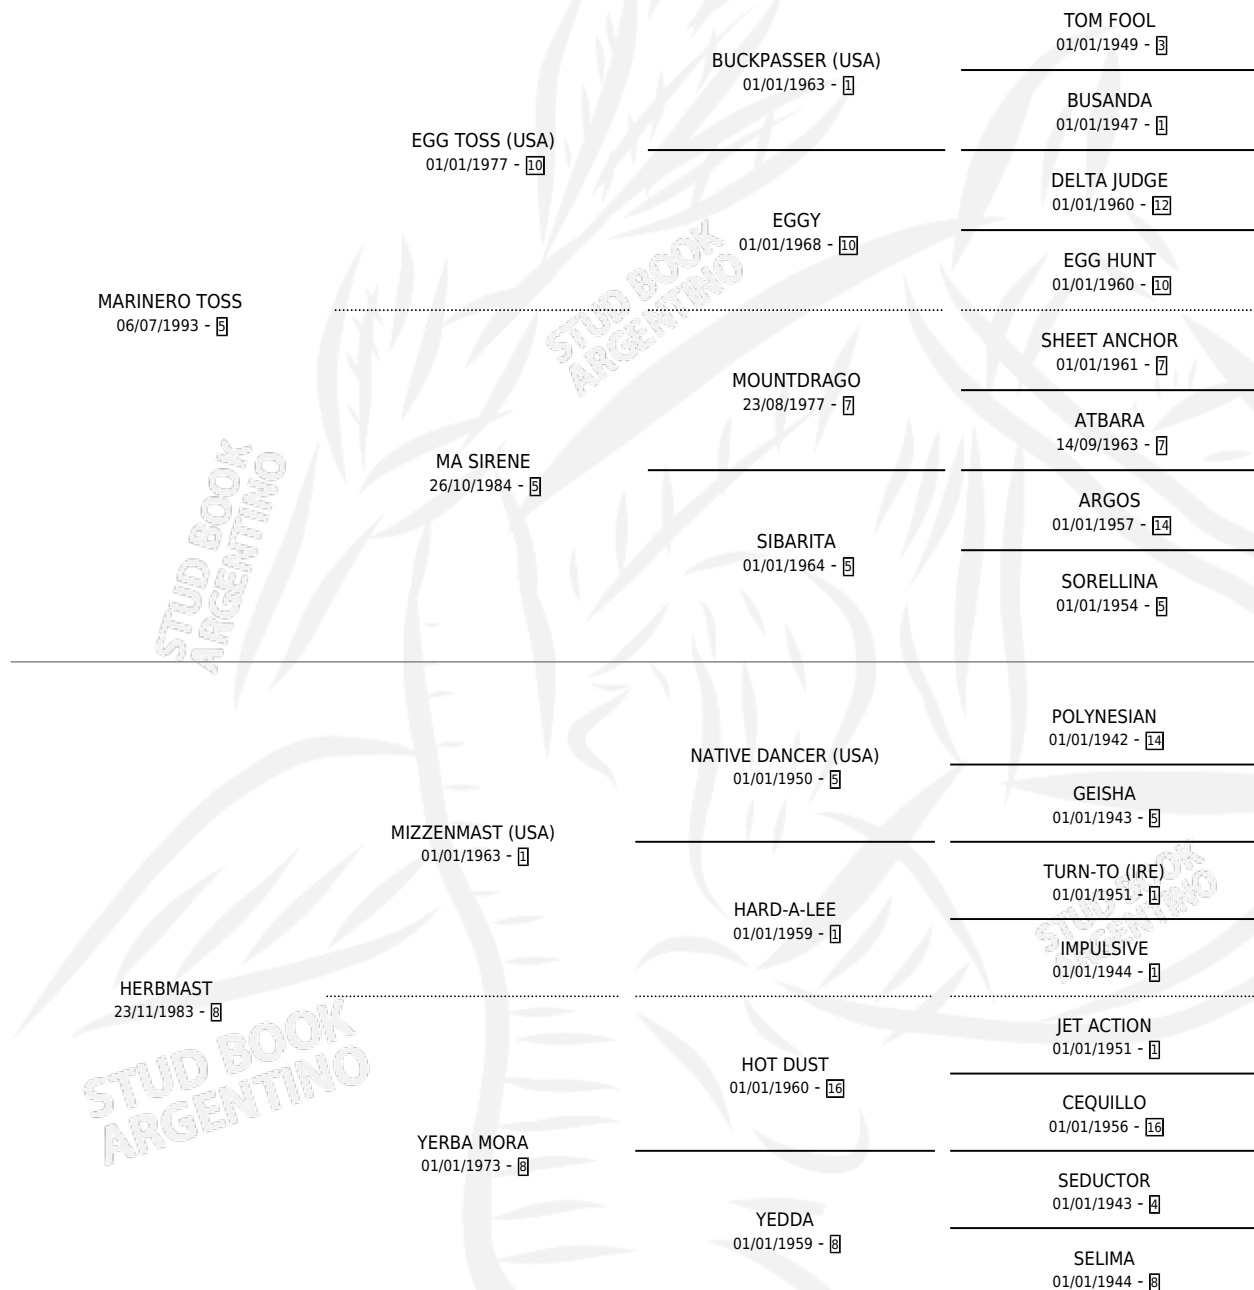 TOM FOOL
01/01/1949 - 3
BUCKPASSER (USA)
01/01/1963 - 1
BUSANDA
01/01/1947 - 1
EGG TOSS (USA)
01/01/1977 - 10
DELTA JUDGE
01/01/1960 - 12
EGGY
01/01/1968 - 10
EGG HUNT
01/01/1960 - 10
MARINERO TOSS
06/07/1993 - 5
SHEET ANCHOR
01/01/1961 - 7
MOUNTDRAGO
23/08/1977 - 7
ATBARA
14/09/1963 - 7
MA SIRENE
26/10/1984 - 5
ARGOS
01/01/1957 - 14
SIBARITA
01/01/1964 - 5
SORELLINA
01/01/1954 - 5
STUD BOOK
ARGENTINO
STUD BOOK
ARGENTINO
POLYNESIAN
01/01/1942 - 14
NATIVE DANCER (USA)
01/01/1950 - 5
GEISHA
01/01/1943 - 5
MIZZENMAST (USA)
01/01/1963 - 1
TURN-TO (IRE)
01/01/1951 - 1
HARD-A-LEE
01/01/1959 - 1
IMPULSIVE
01/01/1944 - 1
HERBMAST
23/11/1983 - 8
JET ACTION
01/01/1951 - 1
HOT DUST
01/01/1960 - 16
CEQUILLO
01/01/1956 - 16
YERBA MORA
01/01/1973 - 8
SEDUCTOR
01/01/1943 - 4
YEDDA
01/01/1959 - 8
SELIMA
01/01/1944 - 8
STUD BOOK
ARGENTINO
STUD BOOK
ARGENTINO